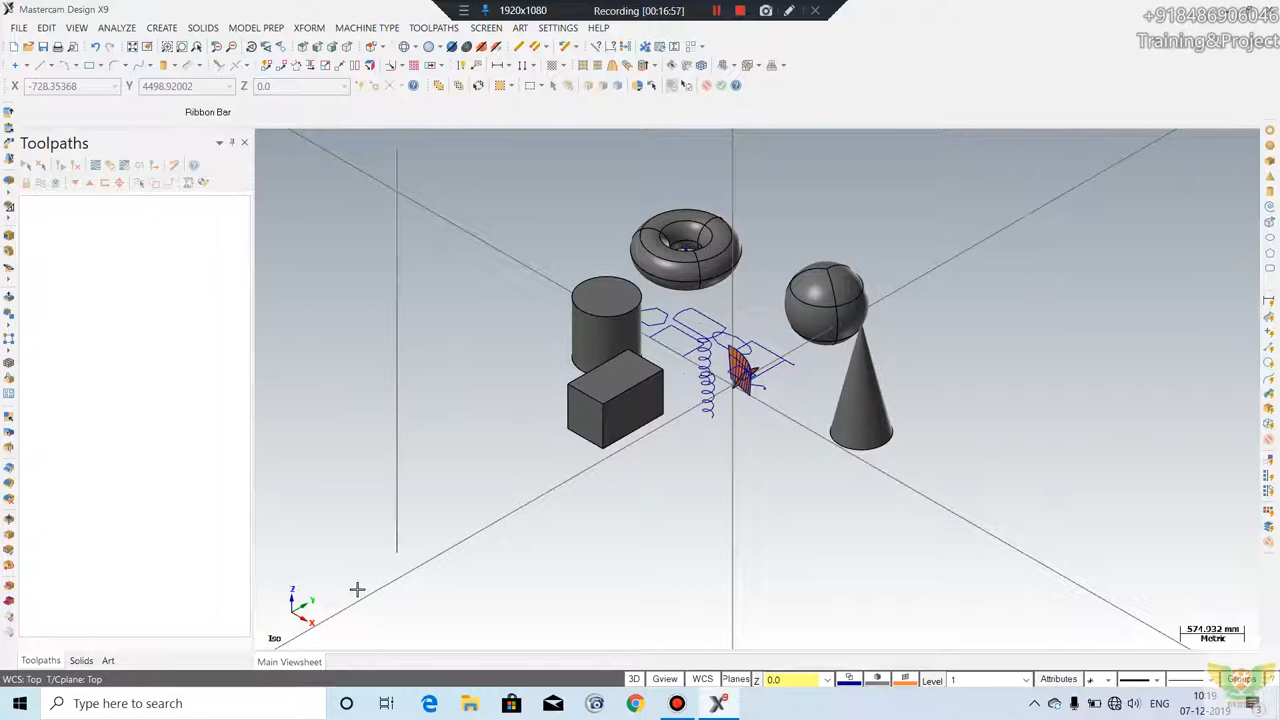 Mastercam Design X9
1920x1080
Recording [00:16:57]
+918486906046
Training&Project
FILE EDIT VIEW ANALYZE CREATE SOLIDS MODEL PREP XFORM MACHINE TYPE TOOLPATHS SCREEN ART SETTINGS HELP
X -728.35368 Y 4498.92002 Z 0.0
Ribbon Bar
Toolpaths
G1
Z
Y
X
Iso
574.932 mm
Metric
Toolpaths Solids Art
Main Viewsheet
WCS: Top T/Cplane: Top
3D Gview WCS Planes Z 0.0 Level 1 Attributes Groups ?
Type here to search
X9
ENG
10:19
07-12-2019
3